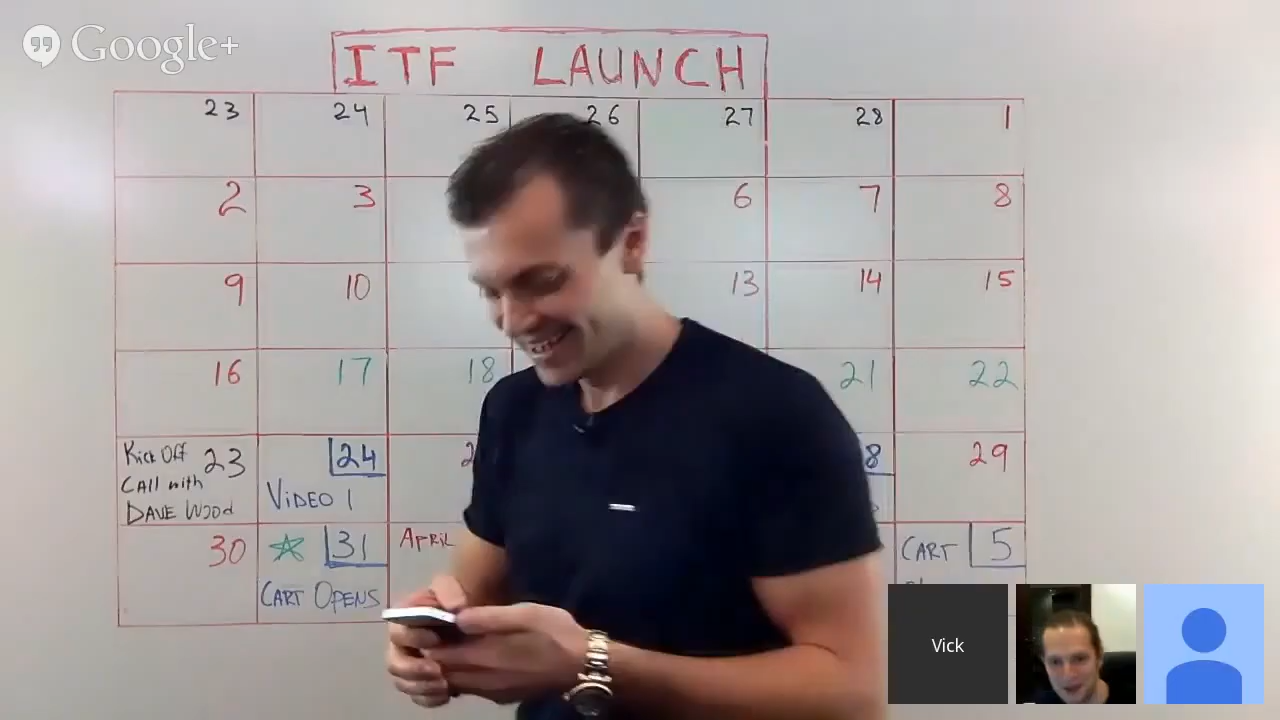 Google+
ITF LAUNCH
23 24 25 26 27 28 1
2 3 6 7 8
9 10 13 14 15
16 17 18 21 22
Kick Off 23 24 8 29
Call with
Dave Wood
VIDEO 1
30 31 APRIL CART 5
CART OPENS
Vick